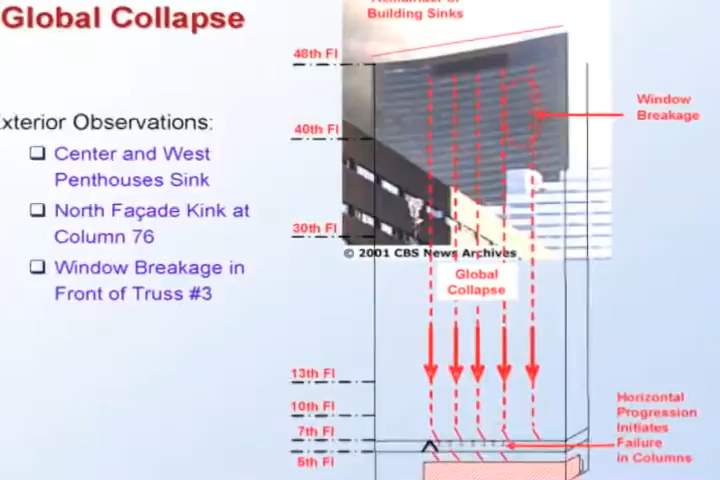 Global Collapse
Building Sinks
48th Fl
Exterior Observations:
Window
Breakage
40th Fl
❑ Center and West
Penthouses Sink
❑ North Façade Kink at
Column 76
30th Fl
© 2001 CBS News Archives
❑ Window Breakage in
Front of Truss #3
Global
Collapse
13th Fl
10th Fl
7th Fl
5th Fl
Horizontal
Progression
Initiates
Failure
in Columns